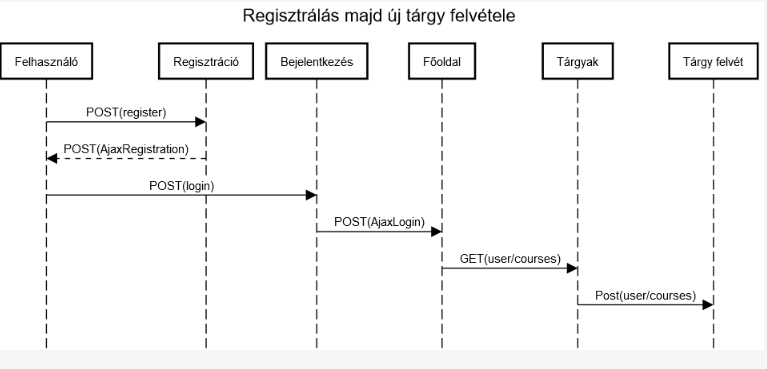 Regisztrálás majd új tárgy felvétele
Felhasználó
Regisztráció
Bejelentkezés
Főoldal
Tárgyak
Tárgy felvét
POST(register)
POST(AjaxRegistration)
POST(login)
POST(AjaxLogin)
GET(user/courses)
Post(user/courses)